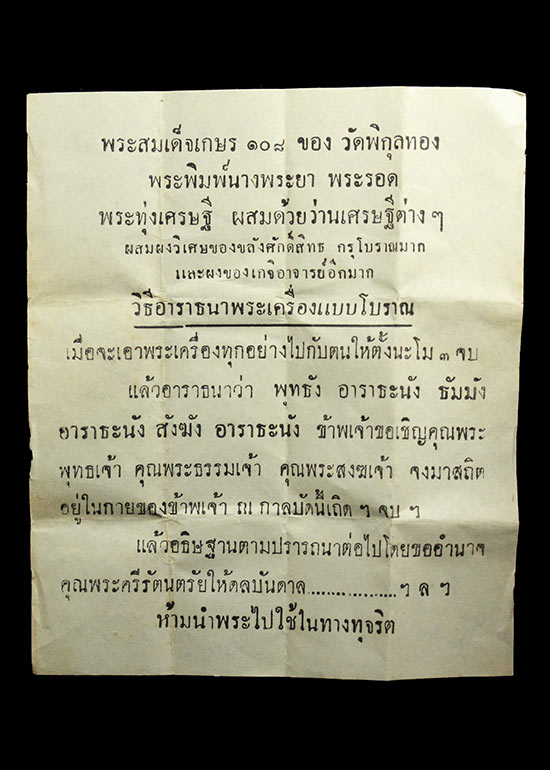 พระสมเด็จเกษร ๑๐๘ ของ วัดพิกุลทอง
พระพิมพ์นางพระยา พระรอด
พระทุ่งเศรษฐี ผสมด้วยว่านเศรษฐีต่าง ๆ
ผสมผงวิเศษของขลังศักดิ์สิทธ กรุโบราณมาก
และผงของเกจิอาจารย์อีกมาก
วิธีอาราธนาพระเครื่องแบบโบราณ
เมื่อจะเอาพระเครื่องทุกอย่างไปกับตนให้ตั้งนะโม ๓ จบ
แล้วอาราธนาว่า พุทธัง อาราธะนัง ธัมมัง
อาราธะนัง สังฆัง อาราธะนัง ข้าพเจ้าขอเชิญคุณพระ
พุทธเจ้า คุณพระธรรมเจ้า คุณพระสงฆเจ้า จงมาสถิต
อยู่ในกายของข้าพเจ้า ณ กาลบัดนี้เถิด ๆ จบ ๆ
แล้วอธิษฐานตามปรารถนาต่อไปโดยขออำนาจ
คุณพระศรีรัตนตรัยให้ดลบันดาล................ฯ ล ฯ
ห้ามนำพระไปใช้ในทางทุจริต